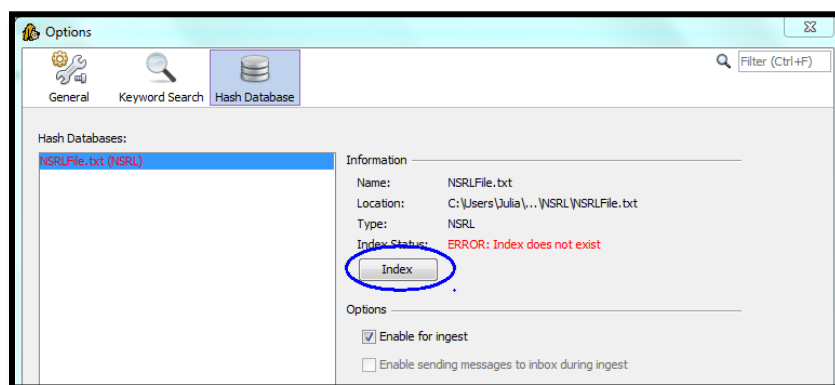 Options
Filter (Ctrl+F)
General Keyword Search Hash Database
Hash Databases:
NSRLFile.txt (NSRL)
Information
Name: NSRLFile.txt
Location: C:\Users\Julia\...\NSRL\NSRLFile.txt
Type: NSRL
Index Status: ERROR: Index does not exist
Index
Options
Enable for ingest
Enable sending messages to inbox during ingest